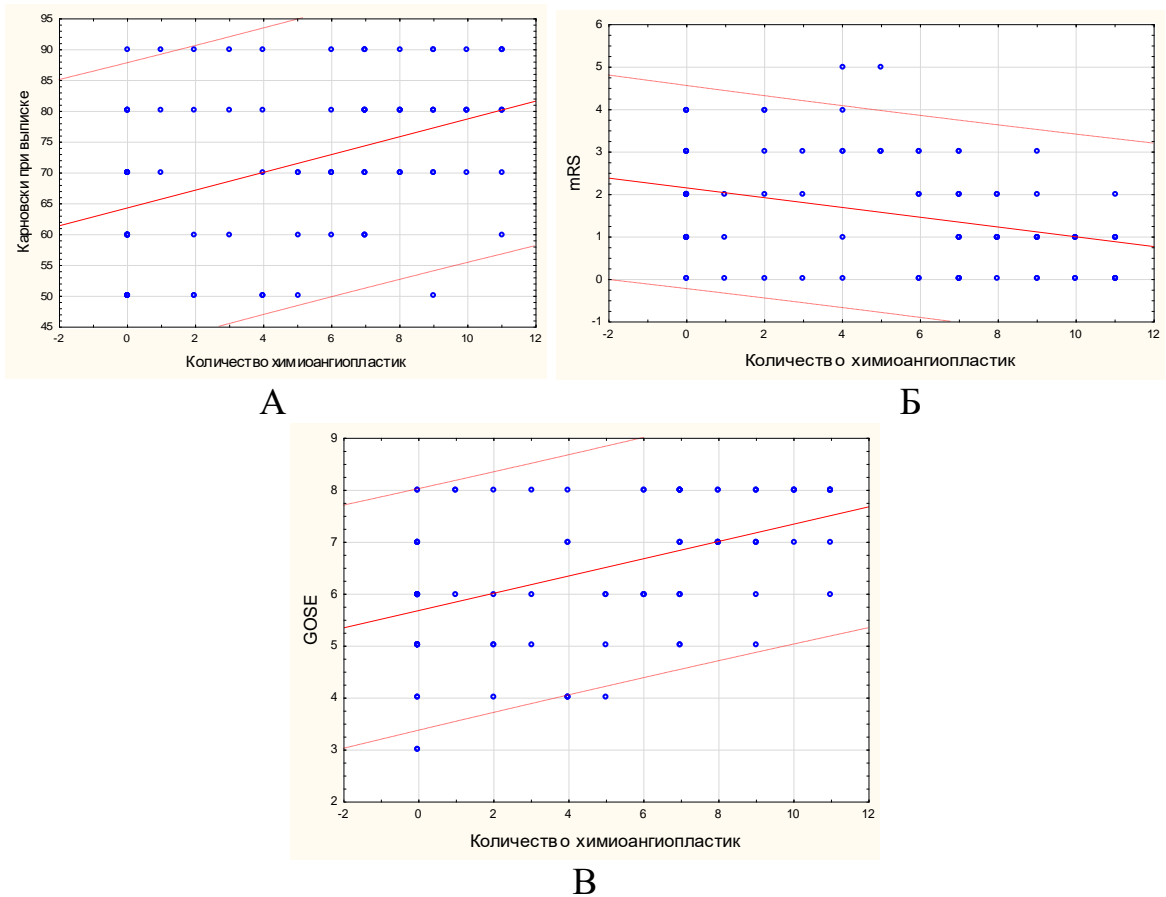 95
90
85
80
75
70
65
60
55
50
45
-2 0 2 4 6 8 10 12
Карновски при выписке
Количество химиоангиопластик
А
6
5
4
3
2
1
0
-1
-2 0 2 4 6 8 10 12
mRS
Количество химиоангиопластик
Б
9
8
7
6
5
4
3
2
-2 0 2 4 6 8 10 12
GOSE
Количество химиоангиопластик
В